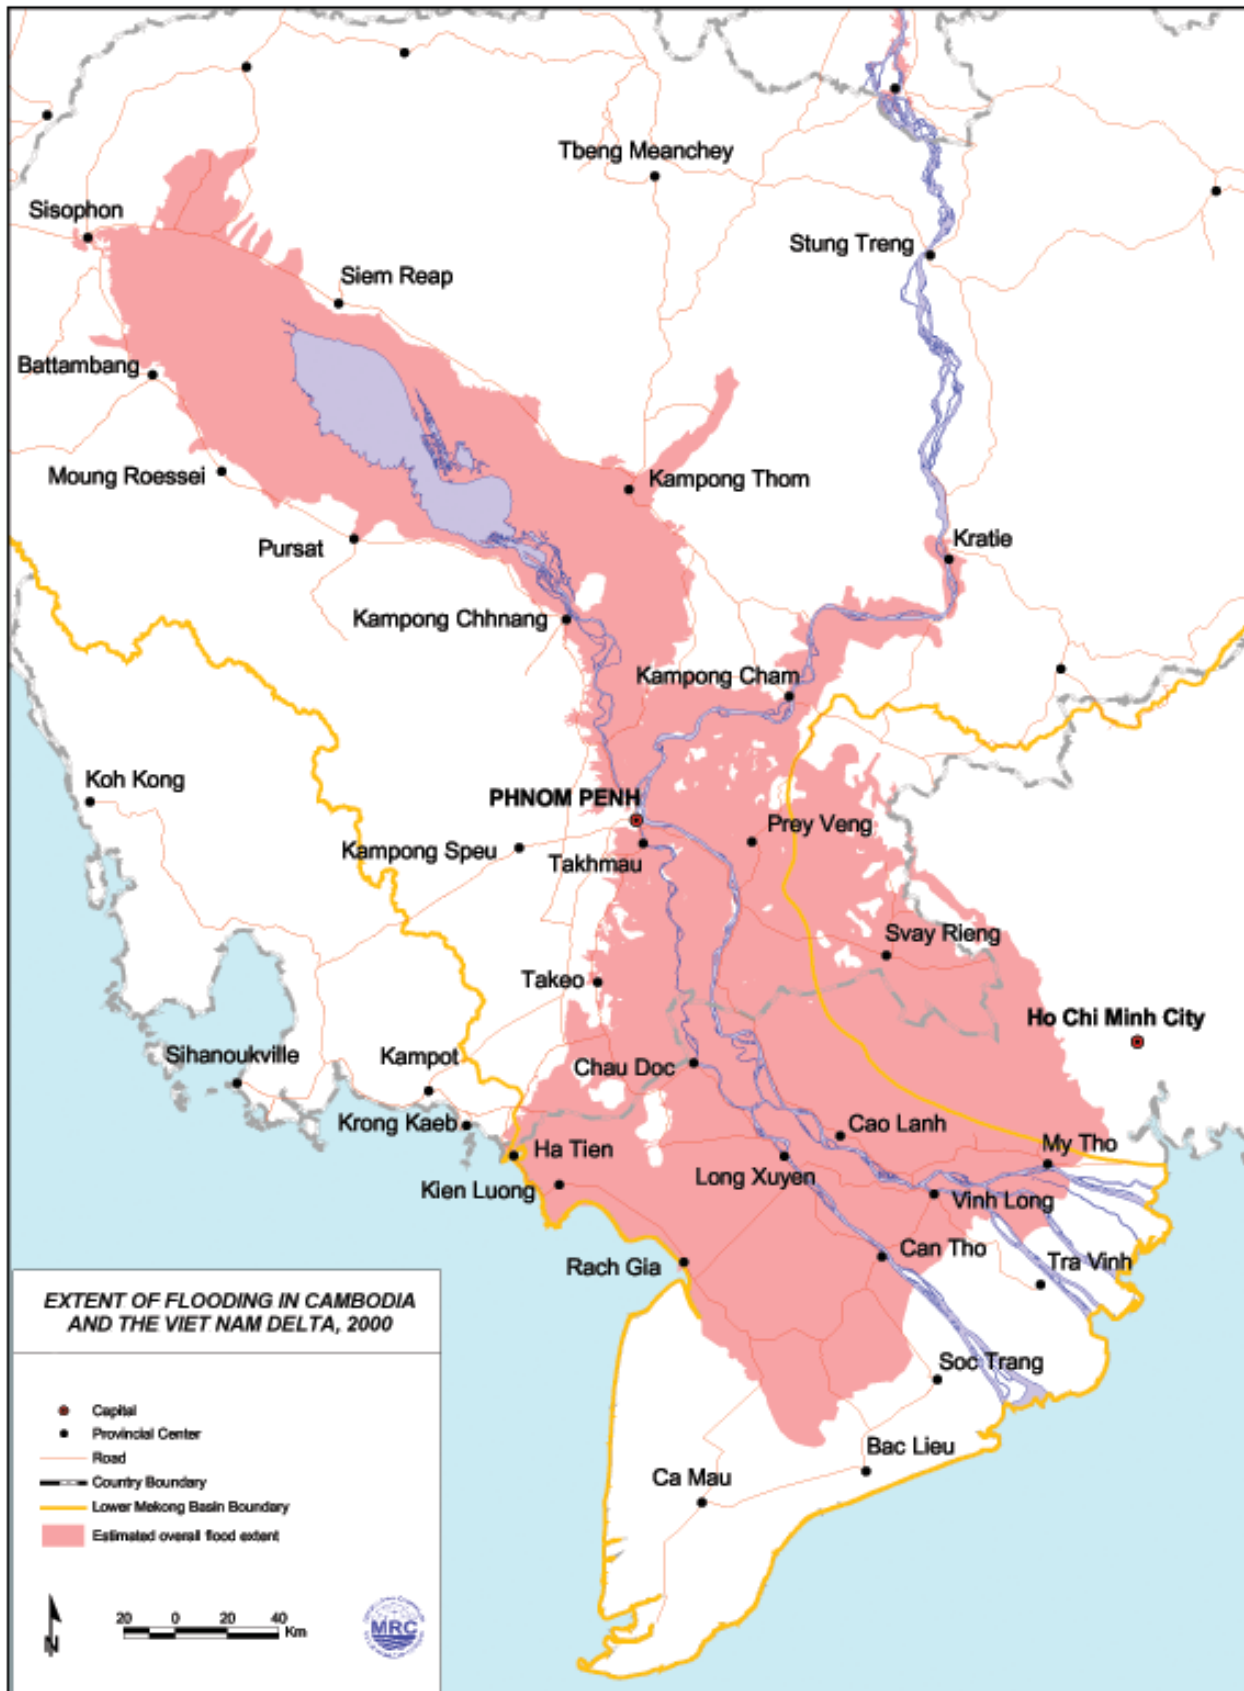 Tbeng Meanchey
Sisophon
Stung Treng
Siem Reap
Battambang
Moung Roessei
Kampong Thom
Pursat
Kratie
Kampong Chhnang
Kampong Cham
Koh Kong
PHNOM PENH
Prey Veng
Kampong Speu
Takhmau
Svay Rieng
Takeo
Ho Chi Minh City
Sihanoukville
Kampot
Chau Doc
Krong Kaeb
Cao Lanh
Ha Tien
My Tho
Long Xuyen
Kien Luong
Vinh Long
Can Tho
Rach Gia
Tra Vinh
Soc Trang
Bac Lieu
Ca Mau
EXTENT OF FLOODING IN CAMBODIA
AND THE VIET NAM DELTA, 2000
Capital
Provincial Center
Road
Country Boundary
Lower Mekong Basin Boundary
Estimated overall flood extent
20 0 20 40
Km
N
MRC